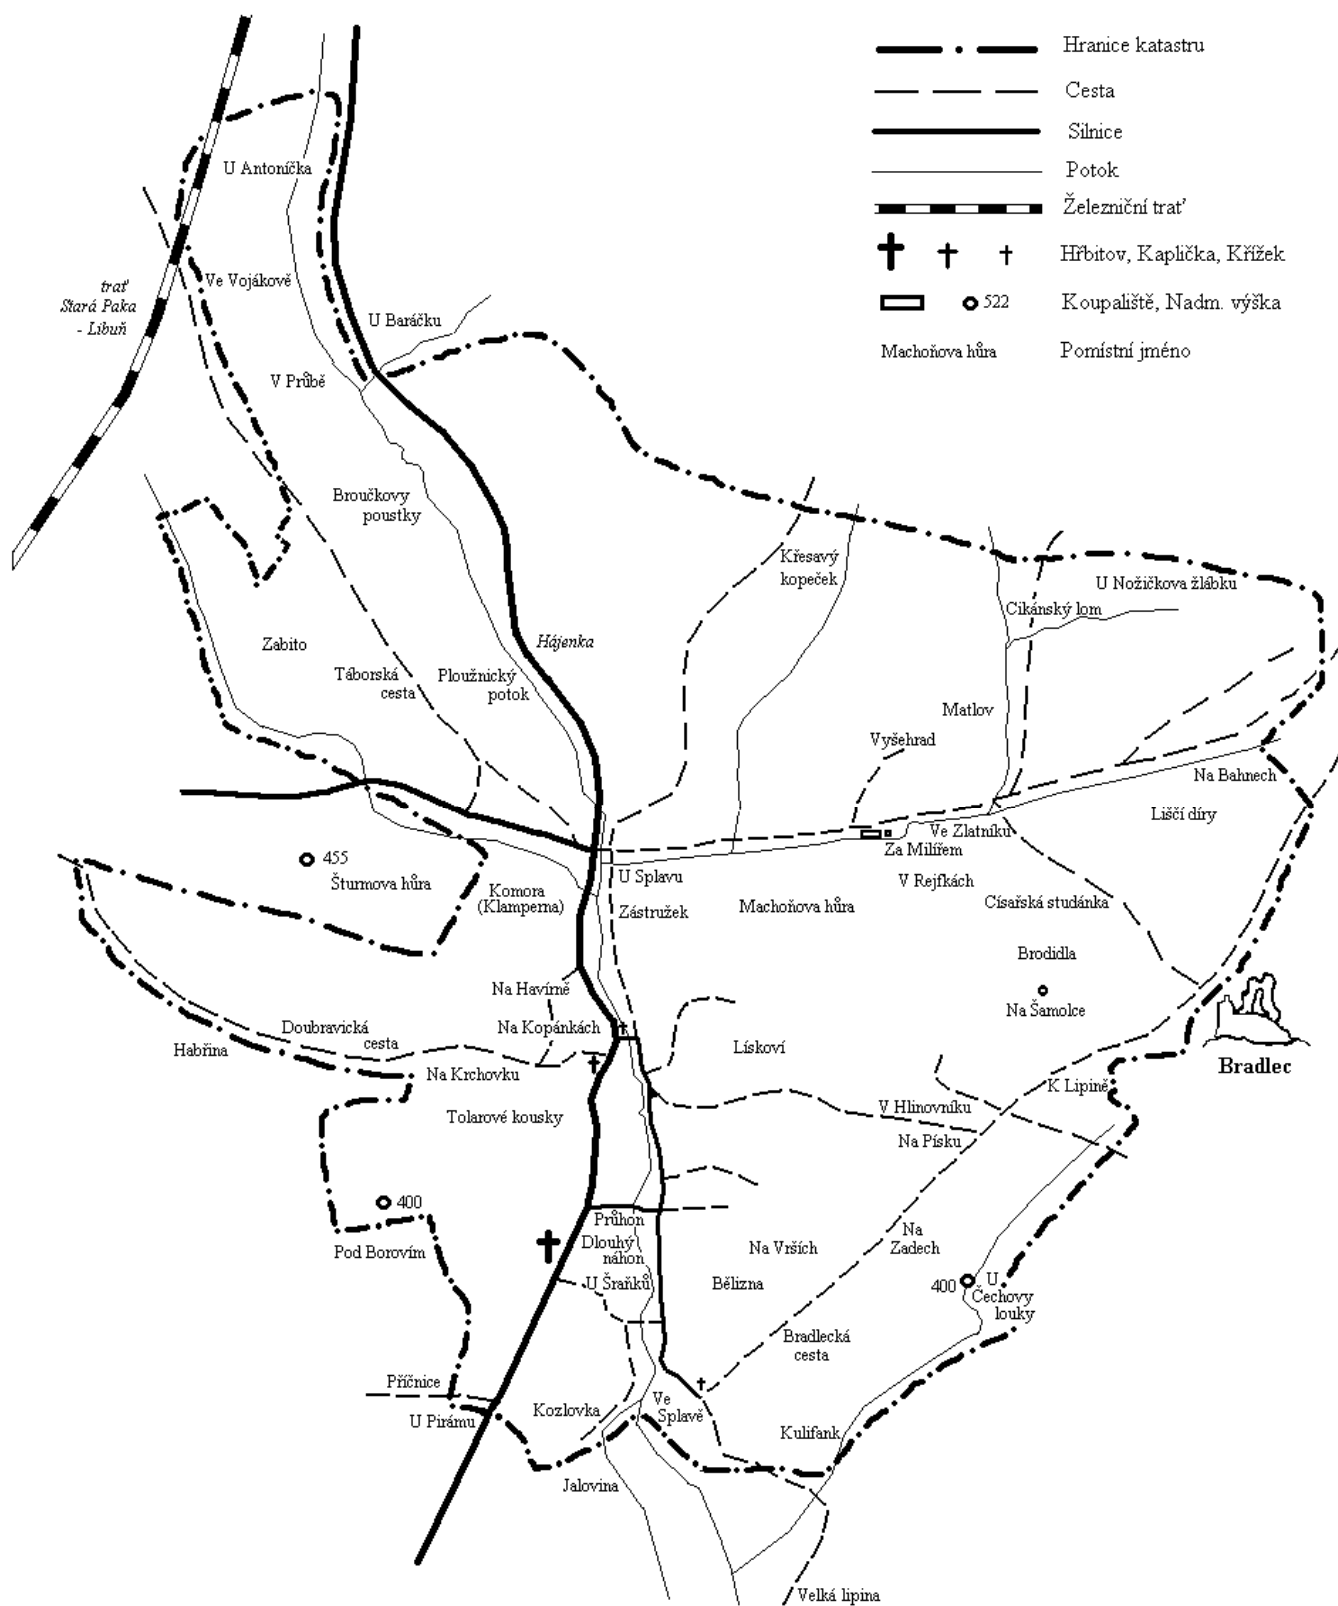 Hranice katastru
Cesta
Silnice
Potok
Železniční trať
Hřbitov, Kaplička, Křížek
522
Koupaliště, Nadm. výška
Machoňova hůra
Pomístní jméno
U Antoníčka
Ve Vojákově
trať
Stará Paka
- Libuň
U Baráčku
V Průbě
Broučkovy
poustky
Křesavý
kopeček
U Nožičkova žlábku
Cikánský lom
Zabito
Hájenka
Táborská
cesta
Ploužnický
potok
Matlov
Vyšehrad
Na Bahnech
Liščí díry
Ve Zlatníku
Za Milířem
455
Šturmova hůra
U Splavu
V Rejfkách
Komora
(Klamperna)
Zástružek
Machoňova hůra
Císařská studánka
Brodidla
Na Šamolce
Na Havírně
Na Kopánkách
Doubravická
cesta
Habřina
Lískoví
Bradlec
Na Krchovku
K Lipině
Tolarové kousky
V Hlinovníku
Na Písku
400
Pod Borovím
Průhon
Dlouhý
náhon
U Šraňků
Na Vrších
Bělizna
Na
Zadech
400
U
Čechovy
louky
Bradlecká
cesta
Příčnice
U Pirámu
Kozlovka
Ve
Splavě
Kulifank
Jalovina
Velká lipina